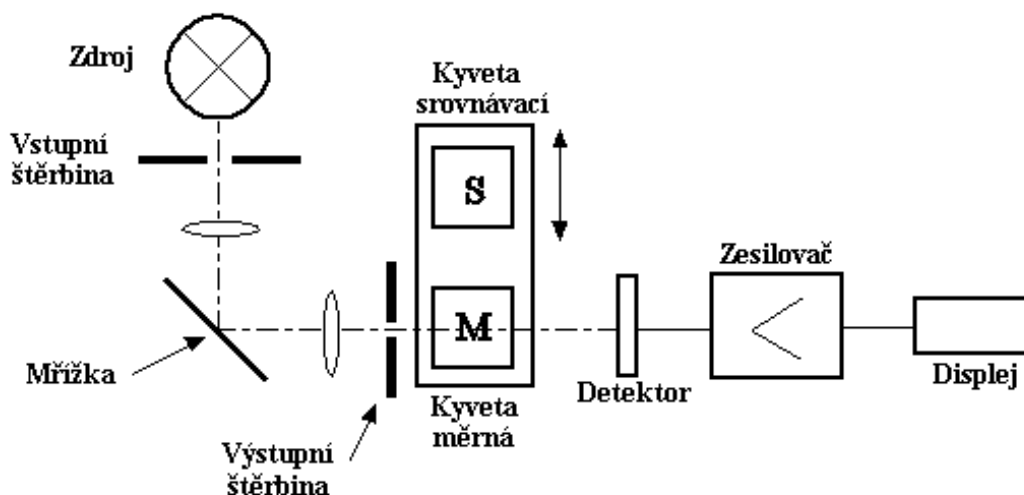 Zdroj
Vstupní
štěrbina
Kyveta
srovnávací
S
Zesilovač
M
Mřížka
Detektor
Displej
Kyveta
měrná
Výstupní
štěrbina